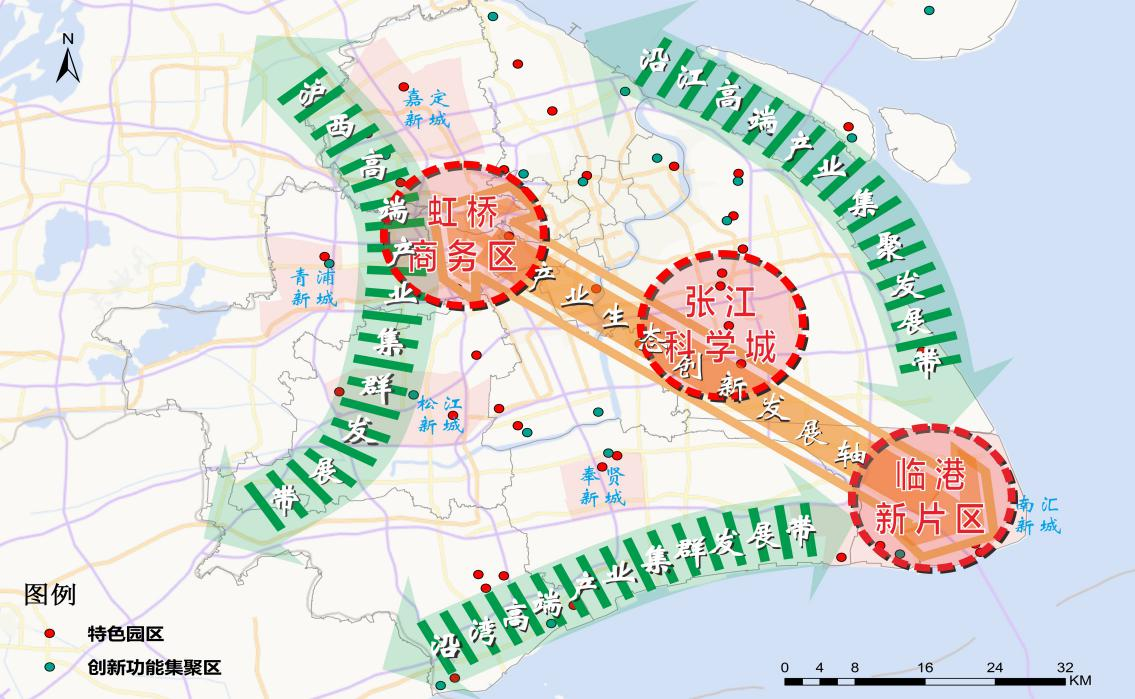 N
沿江高端产业集聚发展带
沪西高端产业集群发展带
嘉定
新城
虹桥
商务区
产业生态创新发展轴
青浦
新城
张江
科学城
松江
新城
奉贤
新城
临港
新片区
南汇
新城
沿湾高端产业集群发展带
图例
特色园区
创新功能集聚区
0 4 8 16 24 32
KM